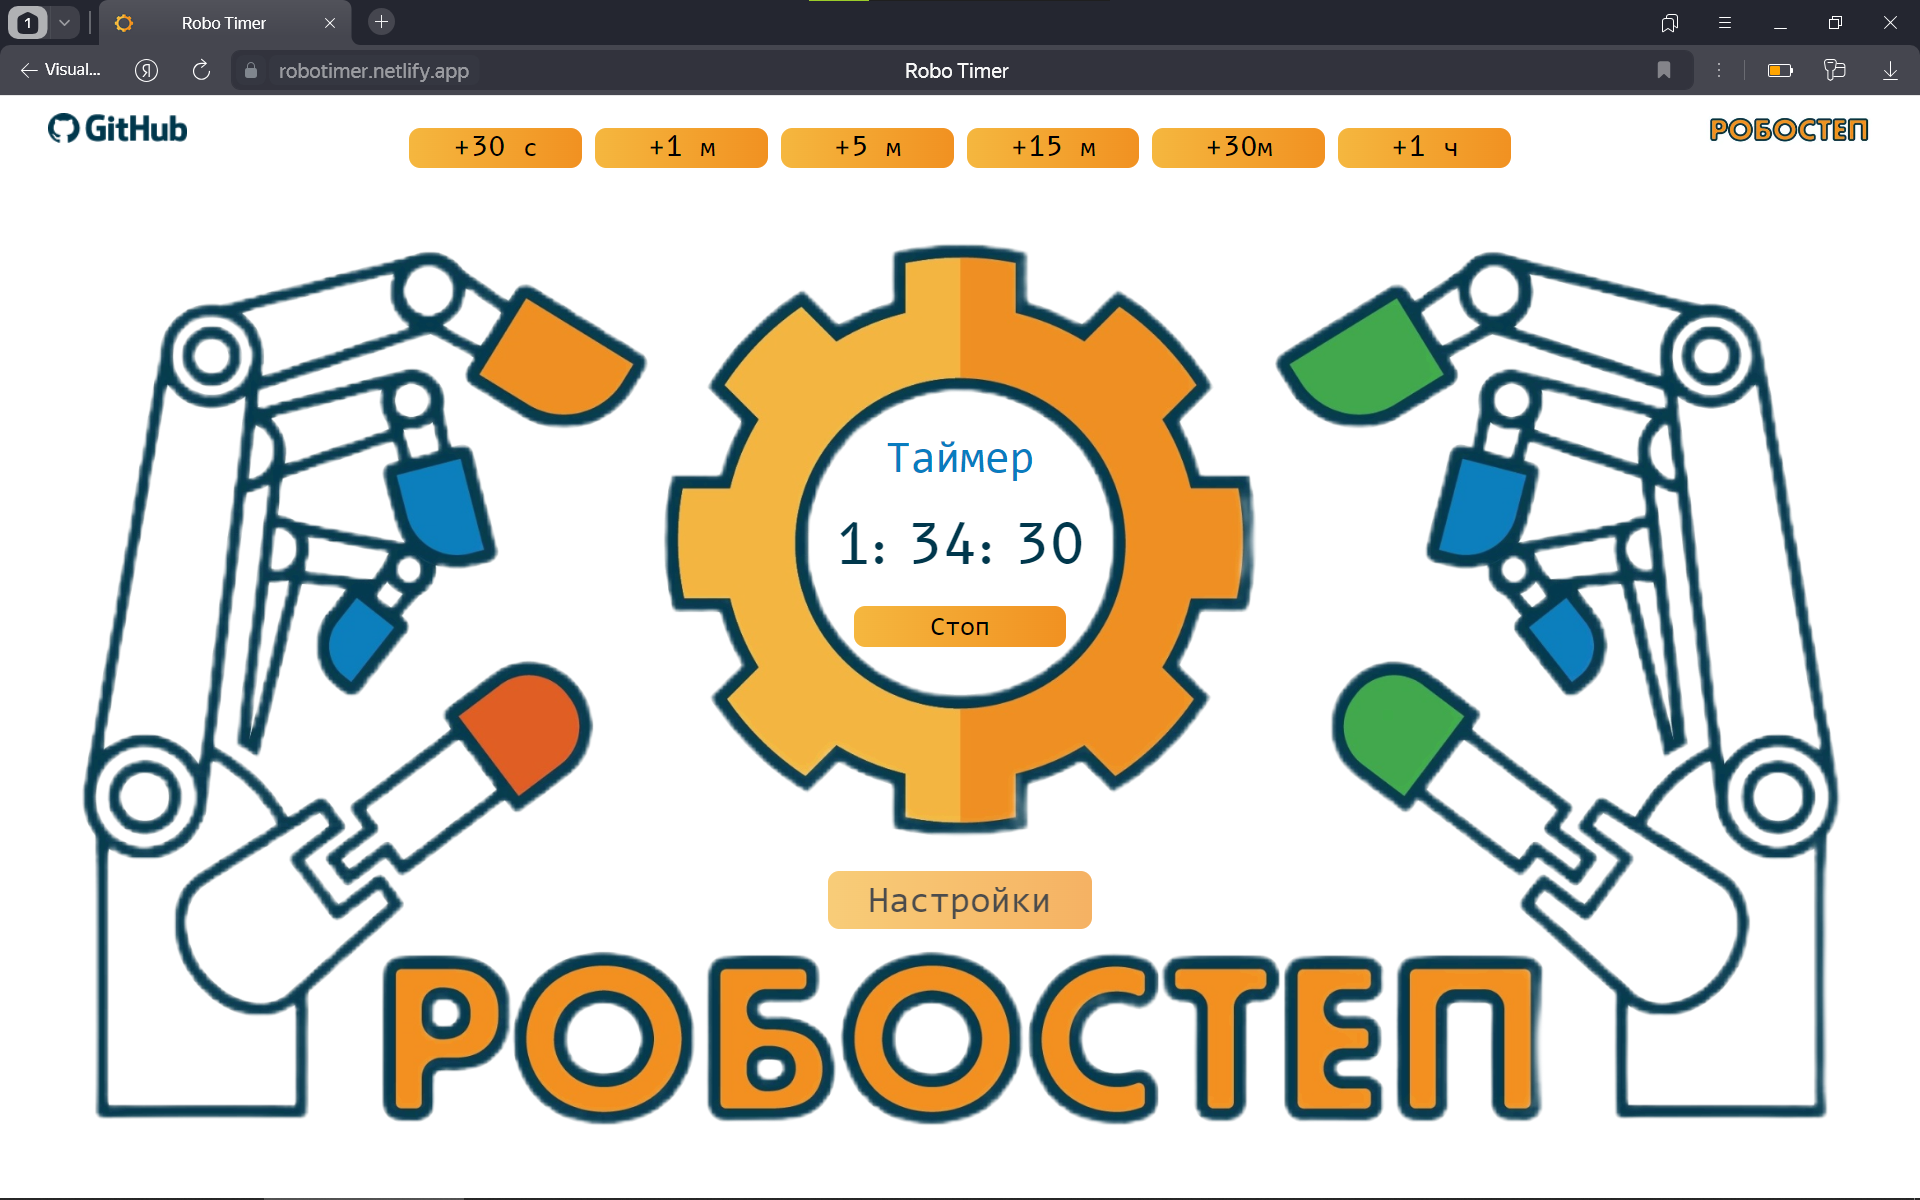 1
Robo Timer
Visual...
Я
robotimer.netlify.app
Robo Timer
GitHub
+30 с
+1 м
+5 м
+15 м
+30м
+1 ч
РОБОСТЕП
Таймер
1: 34: 30
Стоп
Настройки
РОБОСТЕП